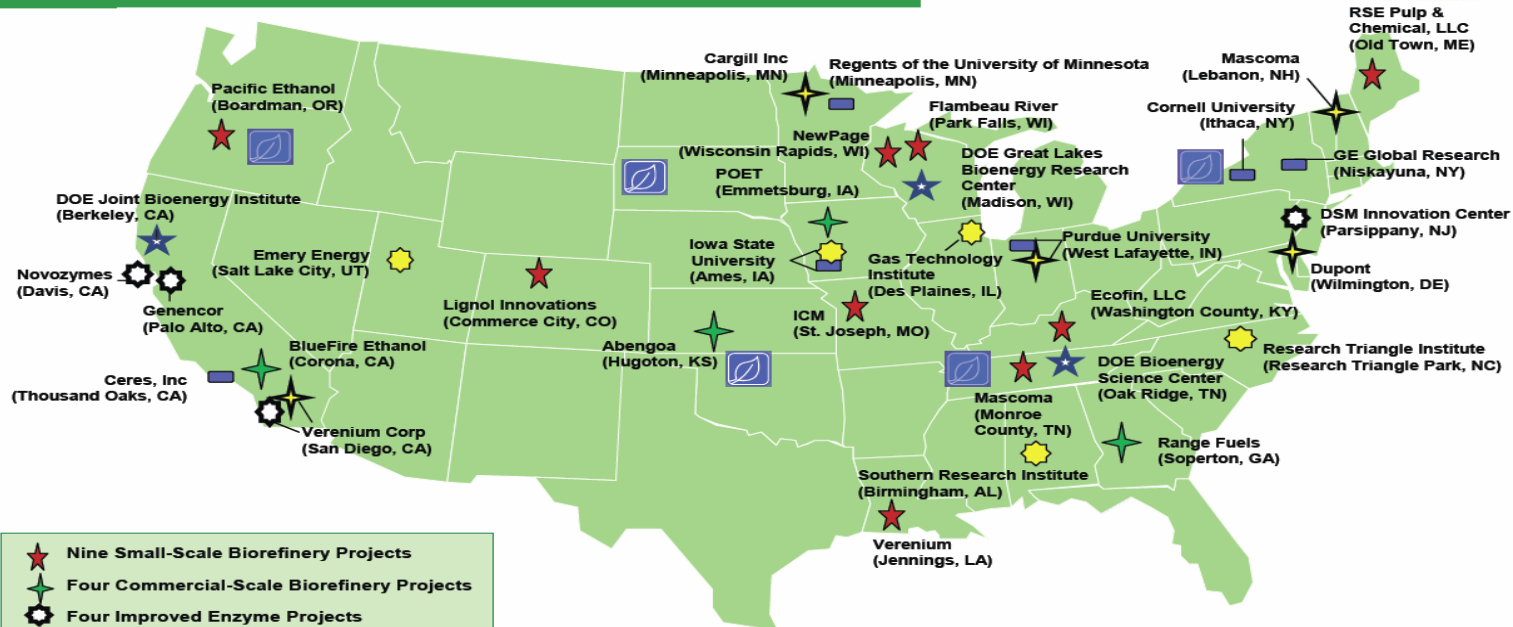 RSE Pulp &
Chemical, LLC
(Old Town, ME)
Cargill Inc
(Minneapolis, MN)
Regents of the University of Minnesota
(Minneapolis, MN)
Mascoma
(Lebanon, NH)
Pacific Ethanol
(Boardman, OR)
Flambeau River
(Park Falls, WI)
Cornell University
(Ithaca, NY)
NewPage
(Wisconsin Rapids, WI)
DOE Great Lakes
Bioenergy Research
Center
(Madison, WI)
GE Global Research
(Niskayuna, NY)
POET
(Emmetsburg, IA)
DOE Joint Bioenergy Institute
(Berkeley, CA)
DSM Innovation Center
(Parsippany, NJ)
Emery Energy
(Salt Lake City, UT)
Iowa State
University
(Ames, IA)
Gas Technology
Institute
(Des Plaines, IL)
Purdue University
(West Lafayette, IN)
Novozymes
(Davis, CA)
Dupont
(Wilmington, DE)
Genencor
(Palo Alto, CA)
Lignol Innovations
(Commerce City, CO)
ICM
(St. Joseph, MO)
Ecofin, LLC
(Washington County, KY)
BlueFire Ethanol
(Corona, CA)
Abengoa
(Hugoton, KS)
Research Triangle Institute
(Research Triangle Park, NC)
Ceres, Inc
(Thousand Oaks, CA)
DOE Bioenergy
Science Center
(Oak Ridge, TN)
Mascoma
(Monroe
County, TN)
Verenium Corp
(San Diego, CA)
Range Fuels
(Soperton, GA)
Southern Research Institute
(Birmingham, AL)
Verenium
(Jennings, LA)
Nine Small-Scale Biorefinery Projects
Four Commercial-Scale Biorefinery Projects
Four Improved Enzyme Projects